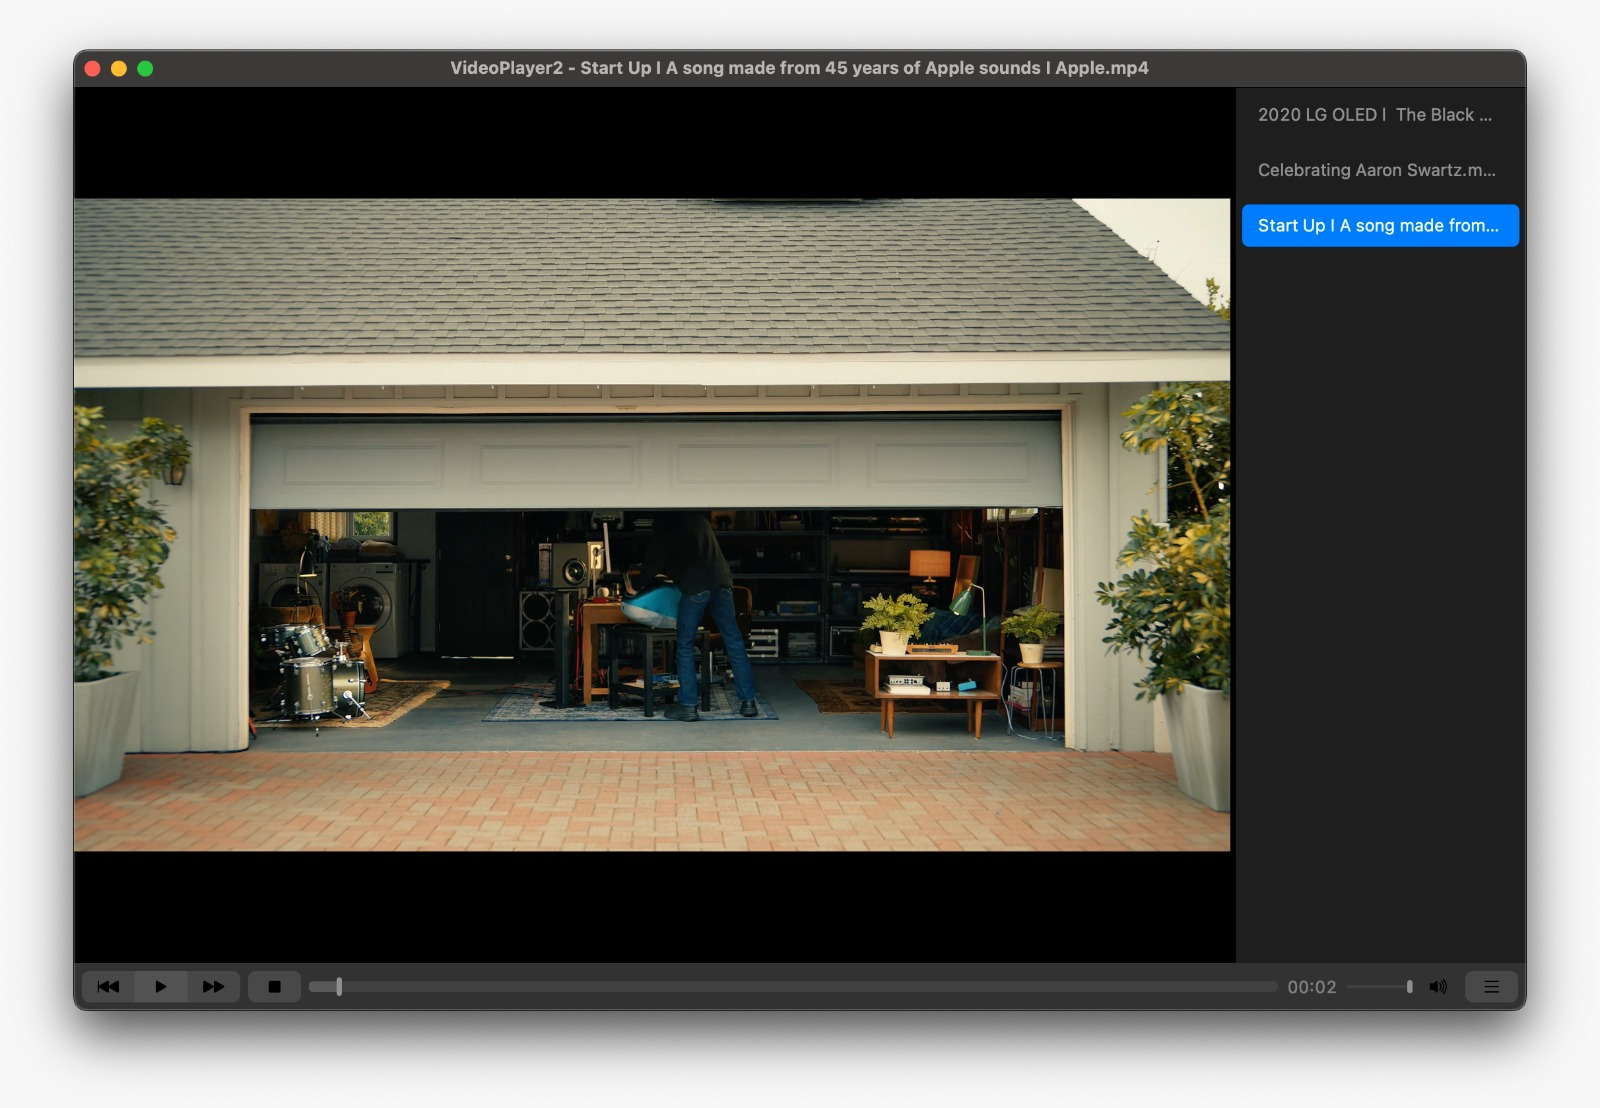 VideoPlayer2 - Start Up I A song made from 45 years of Apple sounds I Apple.mp4
2020 LG OLED l  The Black ...
Celebrating Aaron Swartz.m...
Start Up I A song made from...
00:02